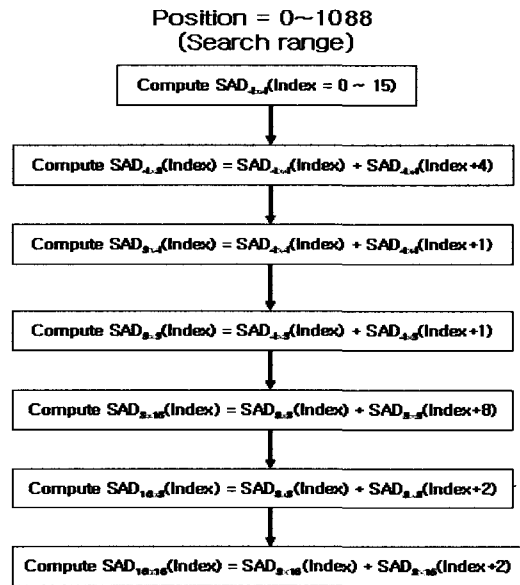 Position = 0~1088
(Search range)
Compute SAD4x4(Index = 0 ~ 15)
Compute SAD4x8(Index) = SAD4x4(Index) + SAD4x4(Index+4)
Compute SAD8x4(Index) = SAD4x4(Index) + SAD4x4(Index+1)
Compute SAD8x8(Index) = SAD4x8(Index) + SAD4x8(Index+1)
Compute SAD8x16(Index) = SAD8x8(Index) + SAD8x8(Index+8)
Compute SAD16x8(Index) = SAD8x8(Index) + SAD8x8(Index+2)
Compute SAD16x16(Index) = SAD8x16(Index) + SAD8x16(Index+2)